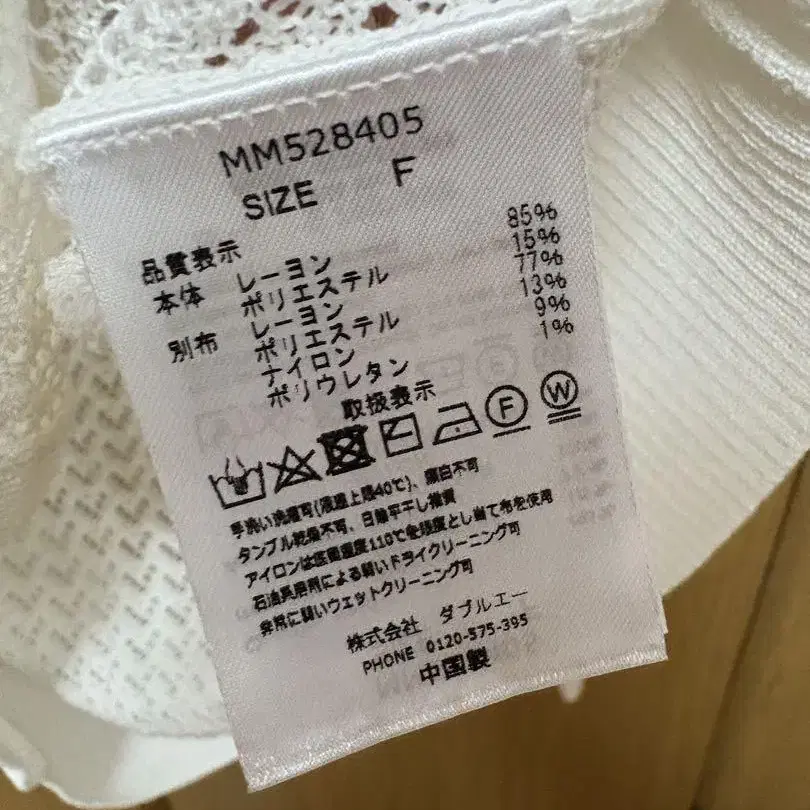 MM528405
SIZE F
品質表示
本体 レーヨン 85%
ポリエステル 15%
別布 レーヨン 77%
ポリエステル 13%
ナイロン 9%
ポリウレタン 1%
取扱表示
F W
手洗い洗濯可(液温上限40℃)、漂白不可
タンブル乾燥不可、日陰平干し推奨
アイロンは底面温度110℃を限度とし当て布を使用
石油系溶剤による弱いドライクリーニング可
非常に弱いウェットクリーニング可
株式会社 ダブルエー
PHONE 0120-575-395
中国製